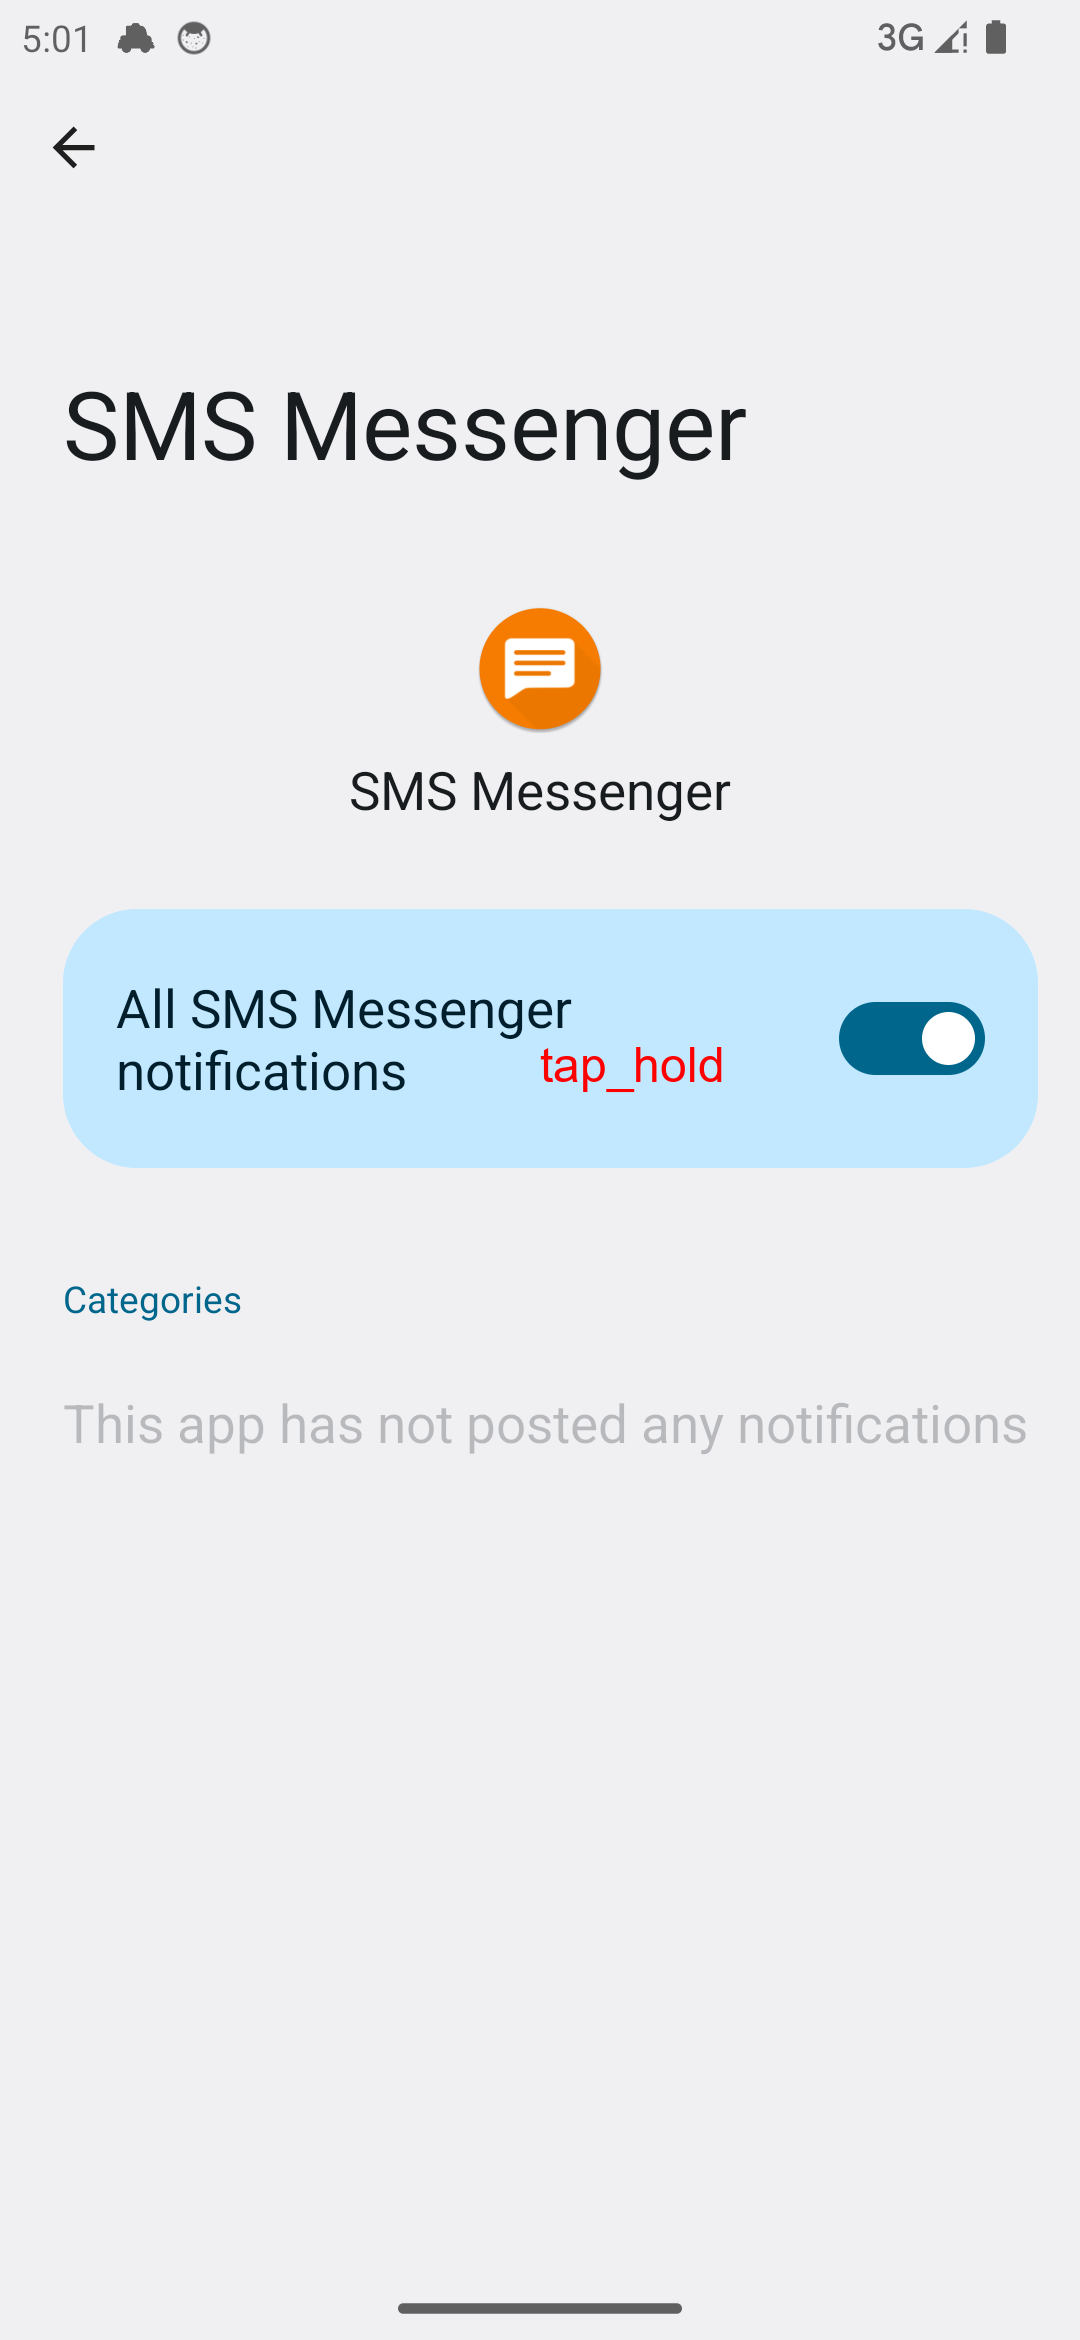 5:01
3G
SMS Messenger
SMS Messenger
All SMS Messenger
notifications
tap_hold
Categories
This app has not posted any notifications